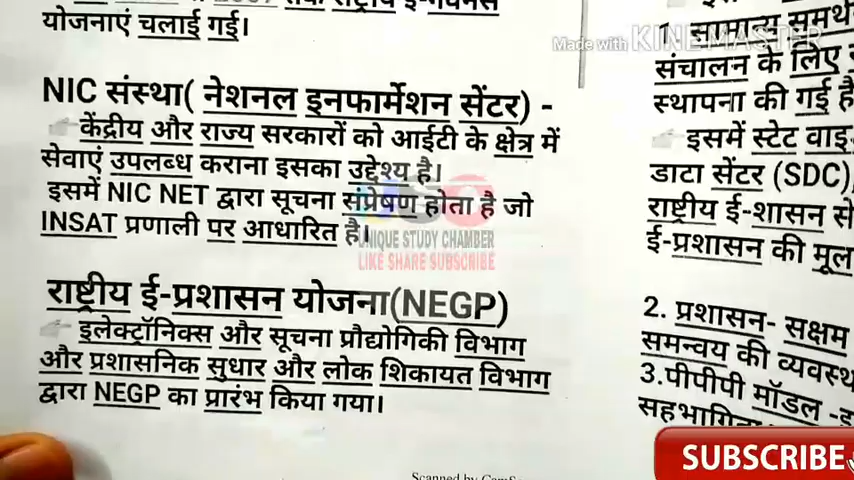 योजनाएं चलाई गई।
NIC संस्था( नेशनल इनफार्मेशन सेंटर) -
केंद्रीय और राज्य सरकारों को आईटी के क्षेत्र में
सेवाएं उपलब्ध कराना इसका उद्देश्य है।
इसमें NIC NET द्वारा सूचना संप्रेषण होता है जो
INSAT प्रणाली पर आधारित है।
राष्ट्रीय ई-प्रशासन योजना(NEGP)
इलेक्ट्रॉनिक्स और सूचना प्रौद्योगिकी विभाग
और प्रशासनिक सुधार और लोक शिकायत विभाग
द्वारा NEGP का प्रारंभ किया गया।
1. सामान्य
संचालन के लिए
स्थापना की गई है
इसमें स्टेट
डाटा सेंटर (SDC),
राष्ट्रीय ई-शासन
ई-प्रशासन की मूल
2. प्रशासन- सक्षम
समन्वय की
3.पीपीपी मॉडल -
Made with KINEMASTER
UNIQUE STUDY CHAMBER
LIKE SHARE SUBSCRIBE
Scanned by
SUBSCRIBE